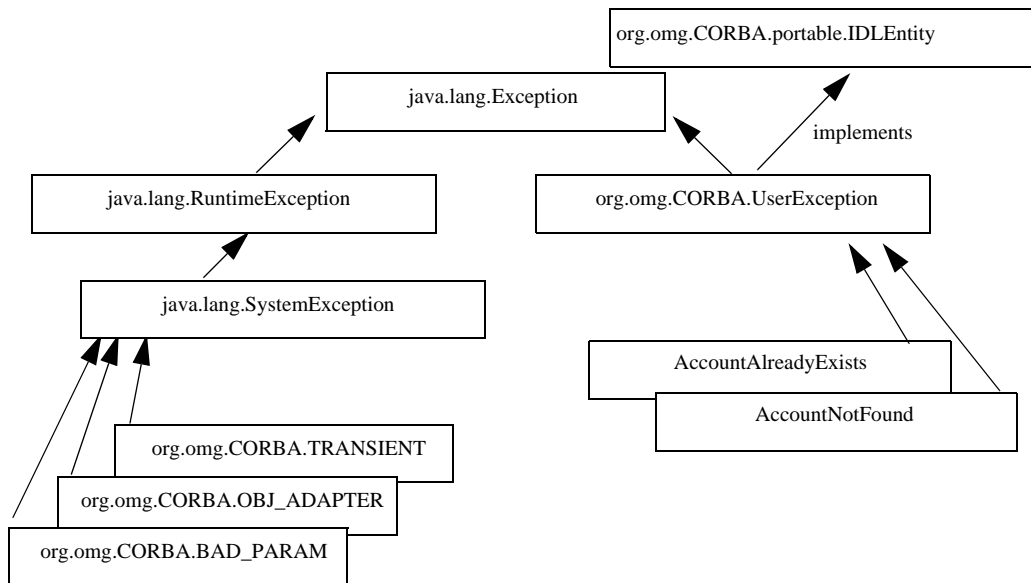 org.omg.CORBA.portable.IDLEntity
java.lang.Exception
implements
java.lang.RuntimeException
org.omg.CORBA.UserException
java.lang.SystemException
AccountAlreadyExists
AccountNotFound
org.omg.CORBA.TRANSIENT
org.omg.CORBA.OBJ_ADAPTER
org.omg.CORBA.BAD_PARAM